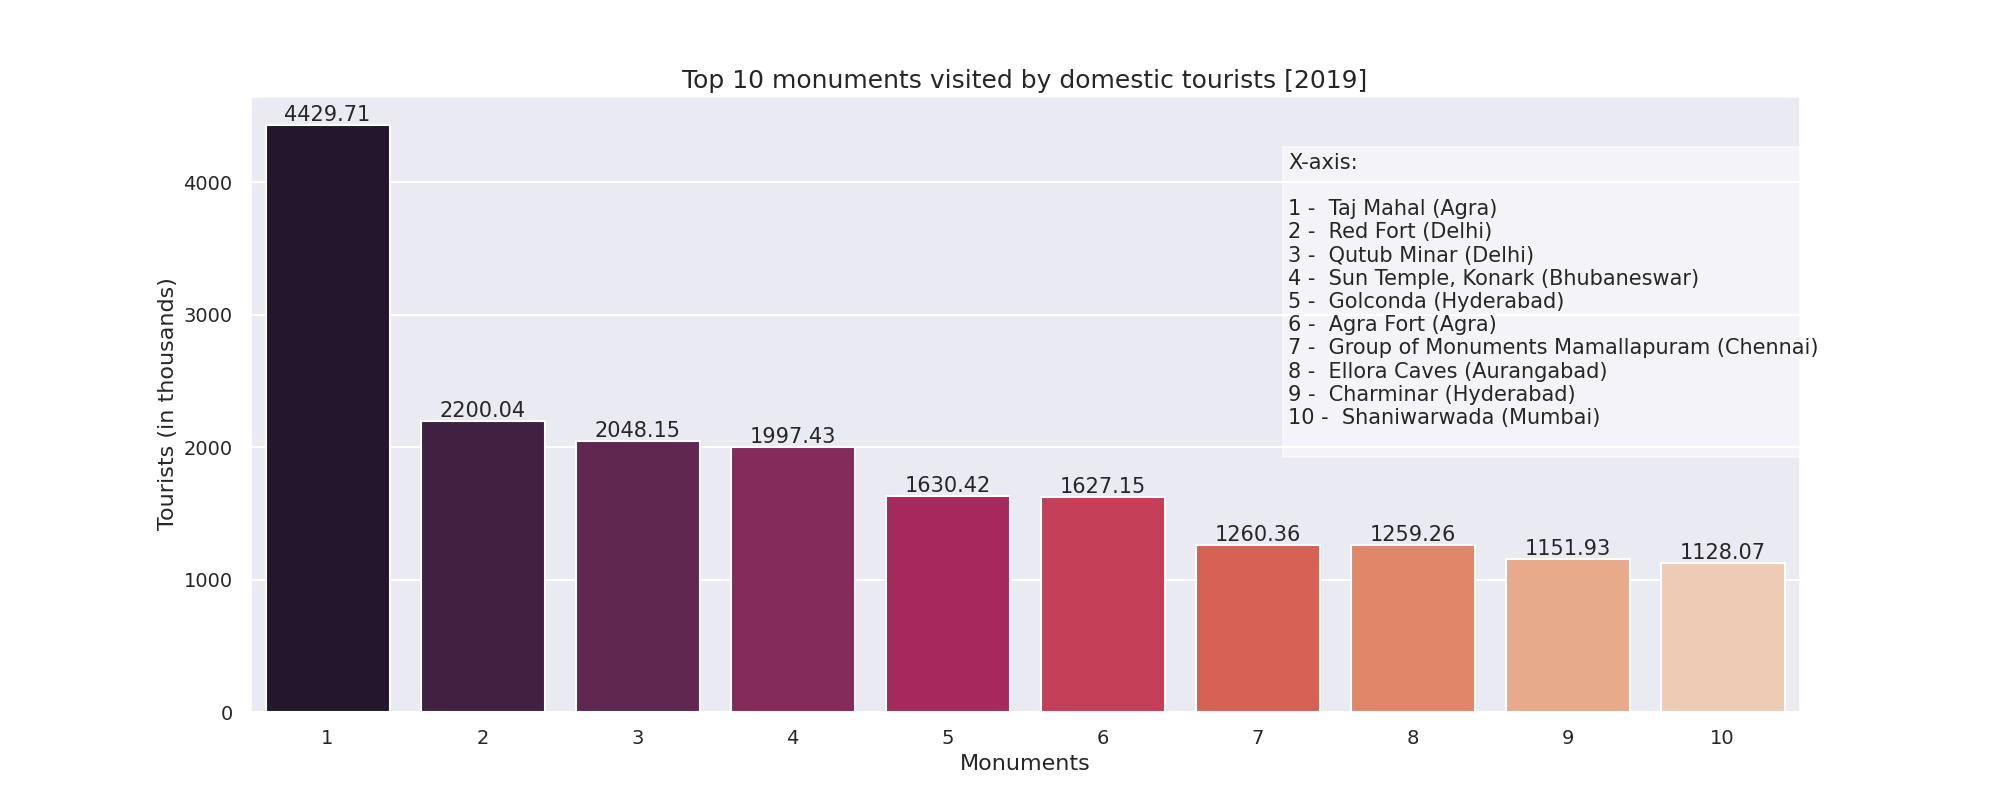 Top 10 monuments visited by domestic tourists [2019]
4429.71
2200.04
2048.15
1997.43
1630.42
1627.15
1260.36
1259.26
1151.93
1128.07
X-axis:
1 -  Taj Mahal (Agra)
2 -  Red Fort (Delhi)
3 -  Qutub Minar (Delhi)
4 -  Sun Temple, Konark (Bhubaneswar)
5 -  Golconda (Hyderabad)
6 -  Agra Fort (Agra)
7 -  Group of Monuments Mamallapuram (Chennai)
8 -  Ellora Caves (Aurangabad)
9 -  Charminar (Hyderabad)
10 -  Shaniwarwada (Mumbai)
Tourists (in thousands)
4000
3000
2000
1000
0
1 2 3 4 5 6 7 8 9 10
Monuments